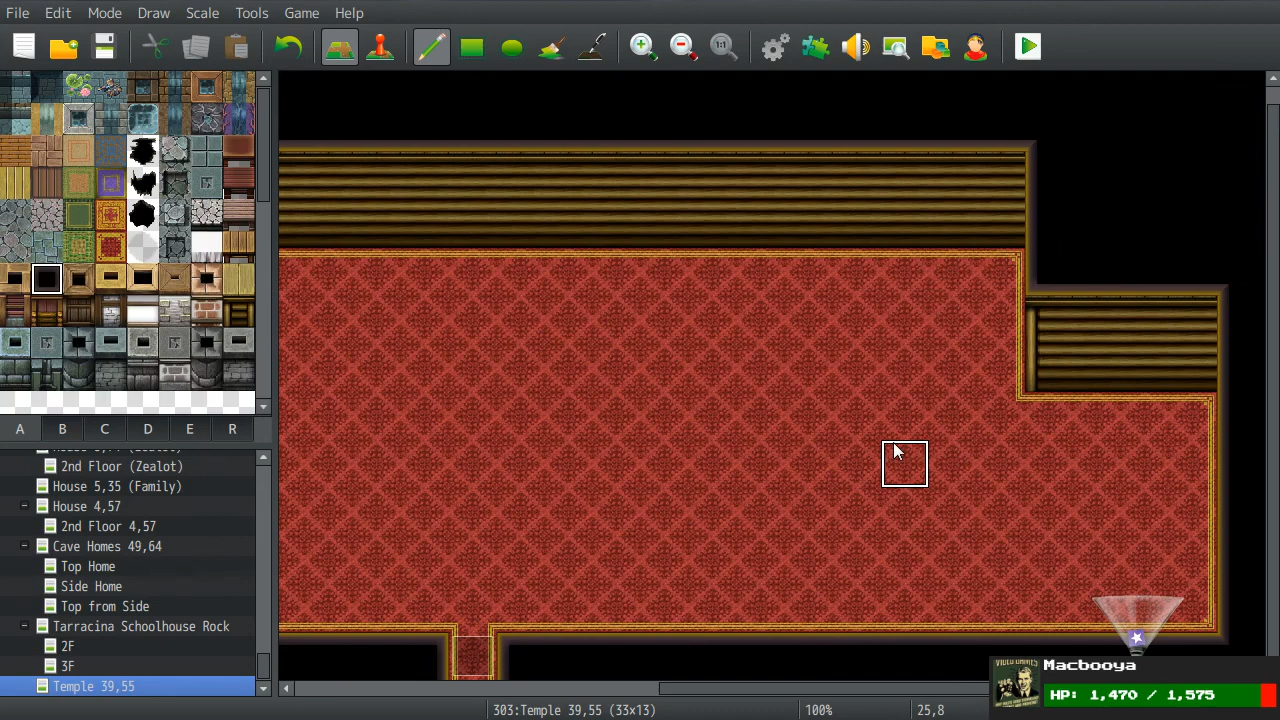 File Edit Mode Draw Scale Tools Game Help
1:1
A B C D E R
2nd Floor (Zealot)
House 5,35 (Family)
House 4,57
2nd Floor 4,57
Cave Homes 49,64
Top Home
Side Home
Top from Side
Tarracina Schoolhouse Rock
2F
3F
Temple 39,55
303:Temple 39,55 (33x13) 100% 25,8
Macbooya
HP: 1,470 / 1,575